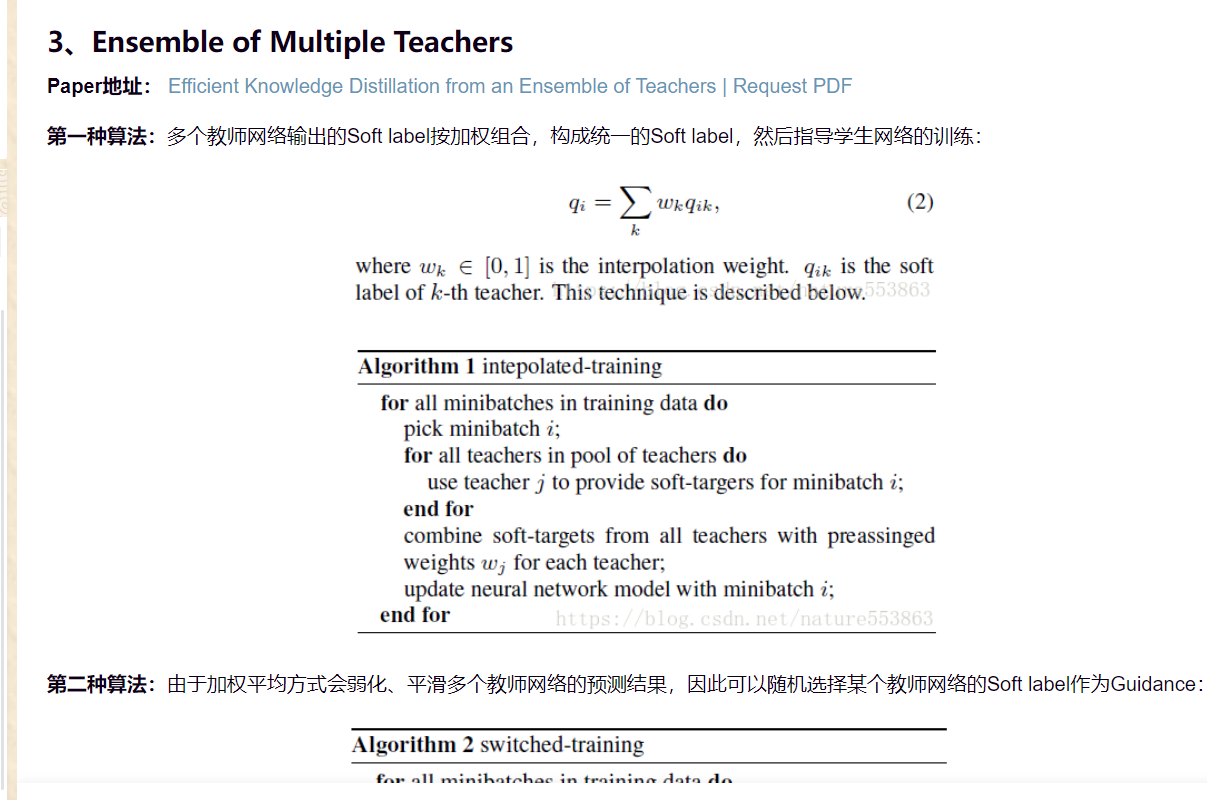 3、Ensemble of Multiple Teachers
Paper地址： Efficient Knowledge Distillation from an Ensemble of Teachers | Request PDF
第一种算法：多个教师网络输出的Soft label按加权组合，构成统一的Soft label，然后指导学生网络的训练：
qi = ∑k wkqik, (2)
where wk ∈ [0, 1] is the interpolation weight. qik is the soft
label of k-th teacher. This technique is described below.
Algorithm 1 intepolated-training
for all minibatches in training data do
pick minibatch i;
for all teachers in pool of teachers do
use teacher j to provide soft-targers for minibatch i;
end for
combine soft-targets from all teachers with preassinged
weights wj for each teacher;
update neural network model with minibatch i;
end for
https://blog.csdn.net/nature553863
第二种算法：由于加权平均方式会弱化、平滑多个教师网络的预测结果，因此可以随机选择某个教师网络的Soft label作为Guidance：
Algorithm 2 switched-training
for all minibatches in training data do